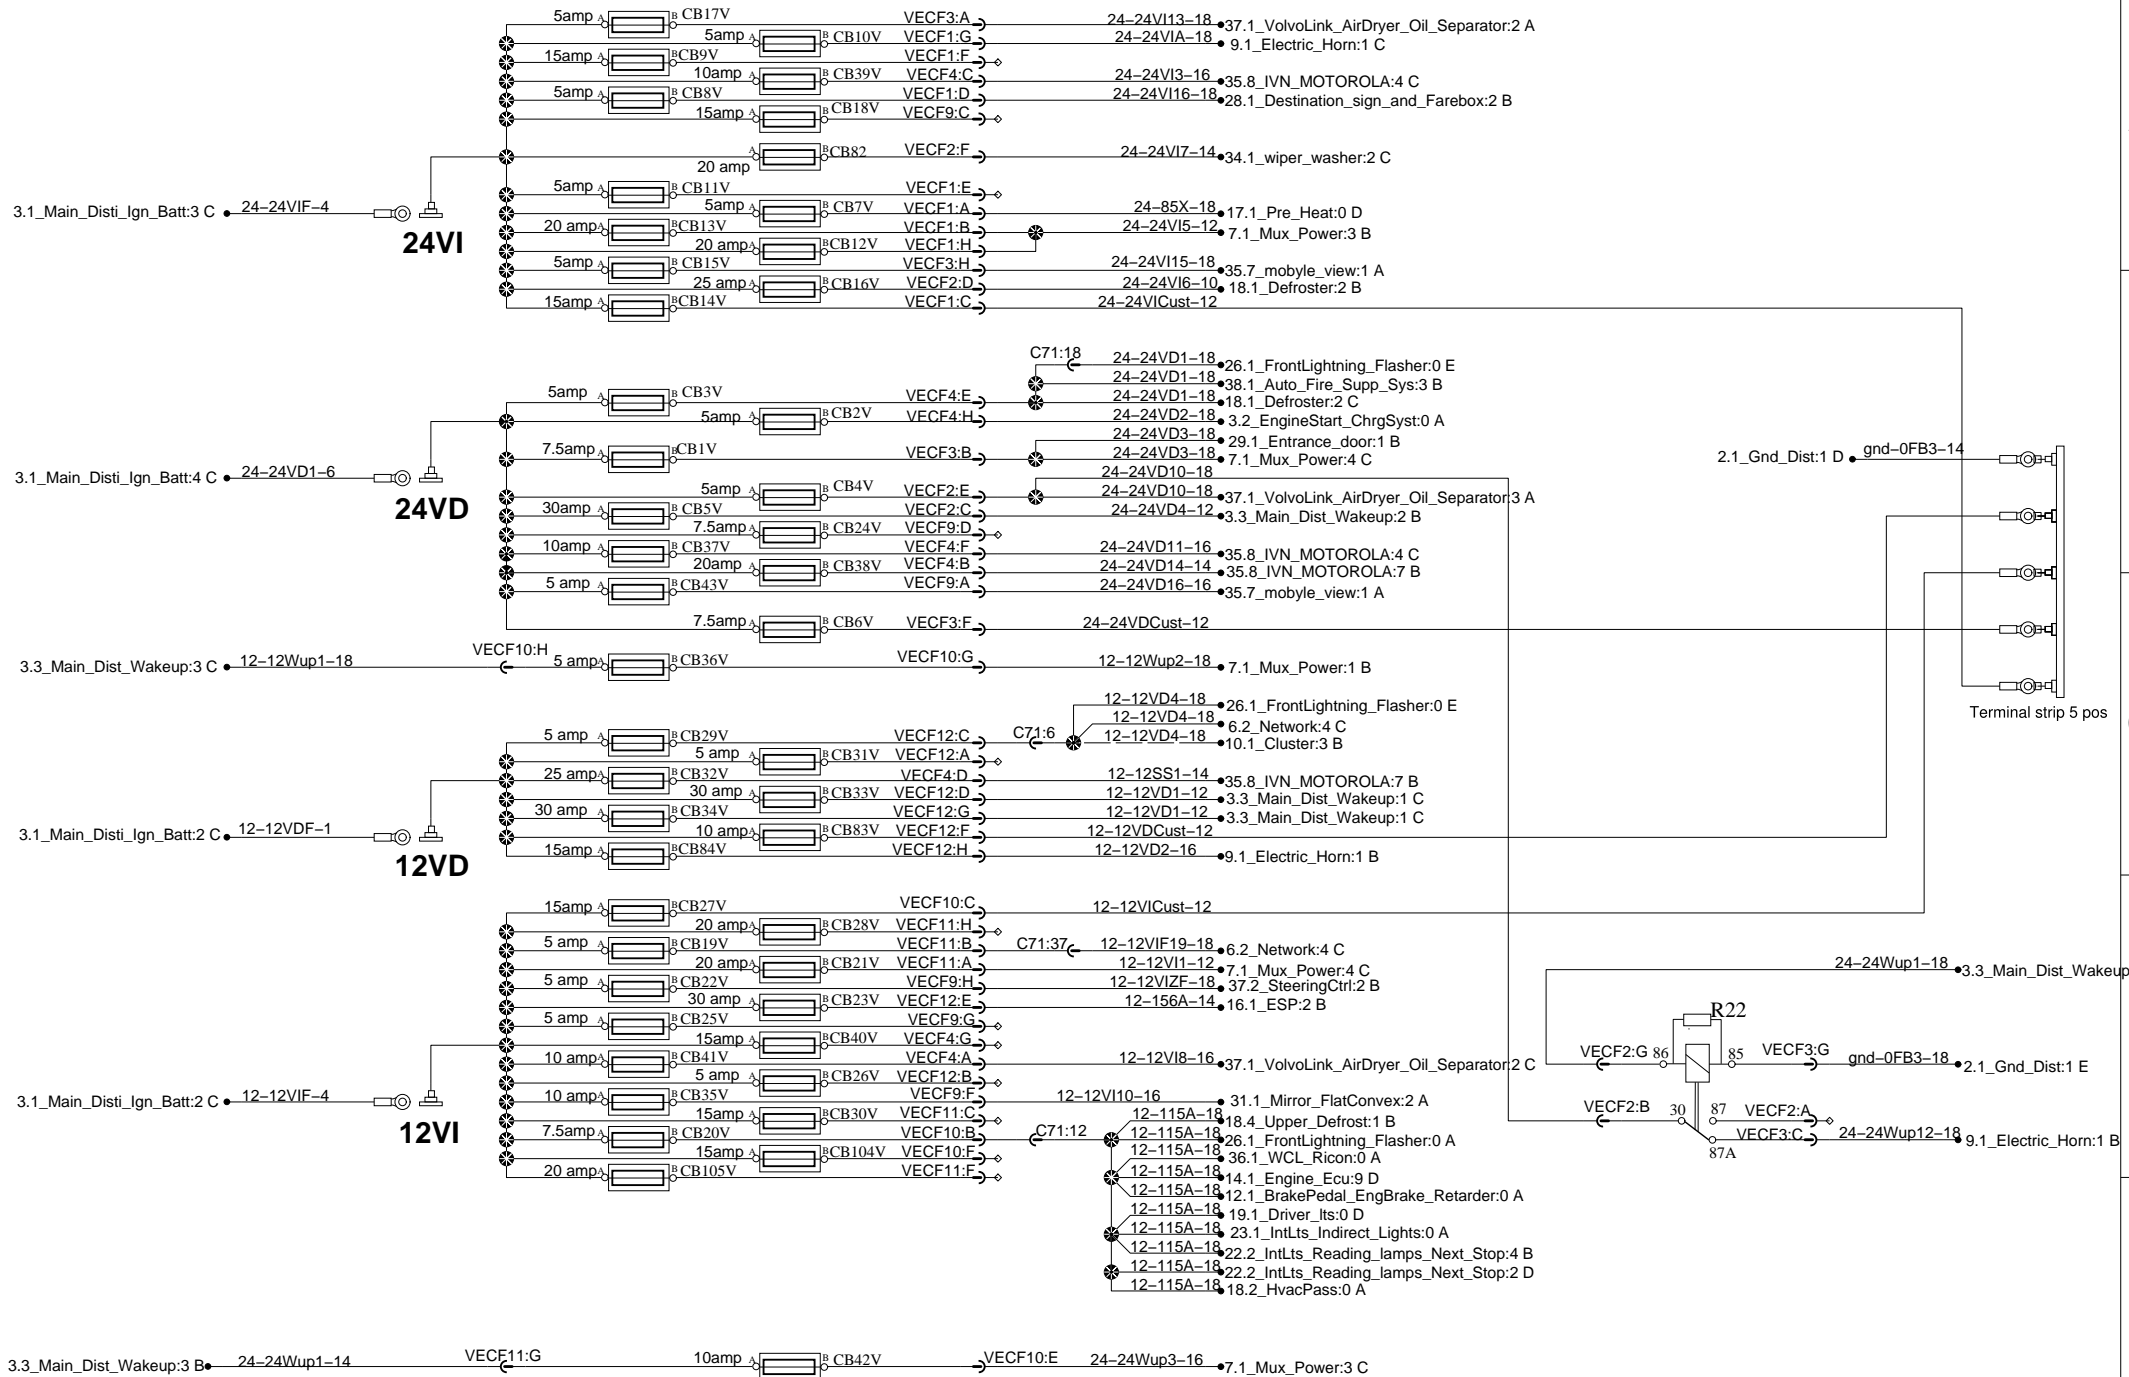 5amp A B CB17V VECF3:A 24-24VI13-18 37.1_VolvoLink_AirDryer_Oil_Separator:2 A
5amp A B CB10V VECF1:G 24-24VIA-18 9.1_Electric_Horn:1 C
15amp A B CB9V VECF1:F
10amp A B CB39V VECF4:C 24-24VI3-16 35.8_IVN_MOTOROLA:4 C
5amp A B CB8V VECF1:D 24-24VI16-18 28.1_Destination_sign_and_Farebox:2 B
15amp A B CB18V VECF9:C
20 amp A B CB82 VECF2:F 24-24VI7-14 34.1_wiper_washer:2 C
5amp A B CB11V VECF1:E
3.1_Main_Disti_Ign_Batt:3 C 24-24VIF-4
24VI
5amp A B CB7V VECF1:A 24-85X-18 17.1_Pre_Heat:0 D
20 amp A B CB13V VECF1:B 24-24VI5-12 7.1_Mux_Power:3 B
20 amp A B CB12V VECF1:H
5amp A B CB15V VECF3:H 24-24VI15-18 35.7_mobyle_view:1 A
25 amp A B CB16V VECF2:D 24-24VI6-10 18.1_Defroster:2 B
15amp A B CB14V VECF1:C 24-24VICust-12
C71:18 24-24VD1-18 26.1_FrontLightning_Flasher:0 E
24-24VD1-18 38.1_Auto_Fire_Supp_Sys:3 B
5amp A B CB3V VECF4:E 24-24VD1-18 18.1_Defroster:2 C
5amp A B CB2V VECF4:H 24-24VD2-18 3.2_EngineStart_ChrgSyst:0 A
24-24VD3-18 29.1_Entrance_door:1 B
7.5amp A B CB1V VECF3:B 24-24VD3-18 7.1_Mux_Power:4 C
2.1_Gnd_Dist:1 D gnd-0FB3-14
3.1_Main_Disti_Ign_Batt:4 C 24-24VD1-6
24VD
24-24VD10-18
5amp A B CB4V VECF2:E 24-24VD10-18 37.1_VolvoLink_AirDryer_Oil_Separator:3 A
30amp A B CB5V VECF2:C 24-24VD4-12 3.3_Main_Dist_Wakeup:2 B
7.5amp A B CB24V VECF9:D
10amp A B CB37V VECF4:F 24-24VD11-16 35.8_IVN_MOTOROLA:4 C
20amp A B CB38V VECF4:B 24-24VD14-14 35.8_IVN_MOTOROLA:7 B
5 amp A B CB43V VECF9:A 24-24VD16-16 35.7_mobyle_view:1 A
7.5amp A B CB6V VECF3:F 24-24VDCust-12
3.3_Main_Dist_Wakeup:3 C 12-12Wup1-18 VECF10:H 5 amp A B CB36V VECF10:G 12-12Wup2-18 7.1_Mux_Power:1 B
Terminal strip 5 pos
12-12VD4-18 26.1_FrontLightning_Flasher:0 E
12-12VD4-18 6.2_Network:4 C
5 amp A B CB29V VECF12:C C71:6 12-12VD4-18 10.1_Cluster:3 B
5 amp A B CB31V VECF12:A
25 amp A B CB32V VECF4:D 12-12SS1-14 35.8_IVN_MOTOROLA:7 B
30 amp A B CB33V VECF12:D 12-12VD1-12 3.3_Main_Dist_Wakeup:1 C
30 amp A B CB34V VECF12:G 12-12VD1-12 3.3_Main_Dist_Wakeup:1 C
3.1_Main_Disti_Ign_Batt:2 C 12-12VDF-1
12VD
10 amp A B CB83V VECF12:F 12-12VDCust-12
15amp A B CB84V VECF12:H 12-12VD2-16 9.1_Electric_Horn:1 B
15amp A B CB27V VECF10:C 12-12VICust-12
20 amp A B CB28V VECF11:H
5 amp A B CB19V VECF11:B C71:37 12-12VIF19-18 6.2_Network:4 C
20 amp A B CB21V VECF11:A 12-12VI1-12 7.1_Mux_Power:4 C
5 amp A B CB22V VECF9:H 12-12VIZF-18 37.2_SteeringCtrl:2 B
30 amp A B CB23V VECF12:E 12-156A-14 16.1_ESP:2 B
5 amp A B CB25V VECF9:G
15amp A B CB40V VECF4:G
10 amp A B CB41V VECF4:A 12-12VI8-16 37.1_VolvoLink_AirDryer_Oil_Separator:2 C
5 amp A B CB26V VECF12:B
3.1_Main_Disti_Ign_Batt:2 C 12-12VIF-4
12VI
10 amp A B CB35V VECF9:F 12-12VI10-16 31.1_Mirror_FlatConvex:2 A
15amp A B CB30V VECF11:C 12-115A-18 18.4_Upper_Defrost:1 B
7.5amp A B CB20V VECF10:B C71:12 12-115A-18 26.1_FrontLightning_Flasher:0 A
15amp A B CB104V VECF10:F 12-115A-18 36.1_WCL_Ricon:0 A
20 amp A B CB105V VECF11:F 12-115A-18 14.1_Engine_Ecu:9 D
12-115A-18 12.1_BrakePedal_EngBrake_Retarder:0 A
12-115A-18 19.1_Driver_lts:0 D
12-115A-18 23.1_IntLts_Indirect_Lights:0 A
12-115A-18 22.2_IntLts_Reading_lamps_Next_Stop:4 B
12-115A-18 22.2_IntLts_Reading_lamps_Next_Stop:2 D
12-115A-18 18.2_HvacPass:0 A
24-24Wup1-18 3.3_Main_Dist_Wakeup
R22
VECF2:G 86 85 VECF3:G gnd-0FB3-18 2.1_Gnd_Dist:1 E
VECF2:B 30 87 VECF2:A
87A VECF3:C 24-24Wup12-18 9.1_Electric_Horn:1 B
3.3_Main_Dist_Wakeup:3 B 24-24Wup1-14 VECF11:G 10amp A B CB42V VECF10:E 24-24Wup3-16 7.1_Mux_Power:3 C